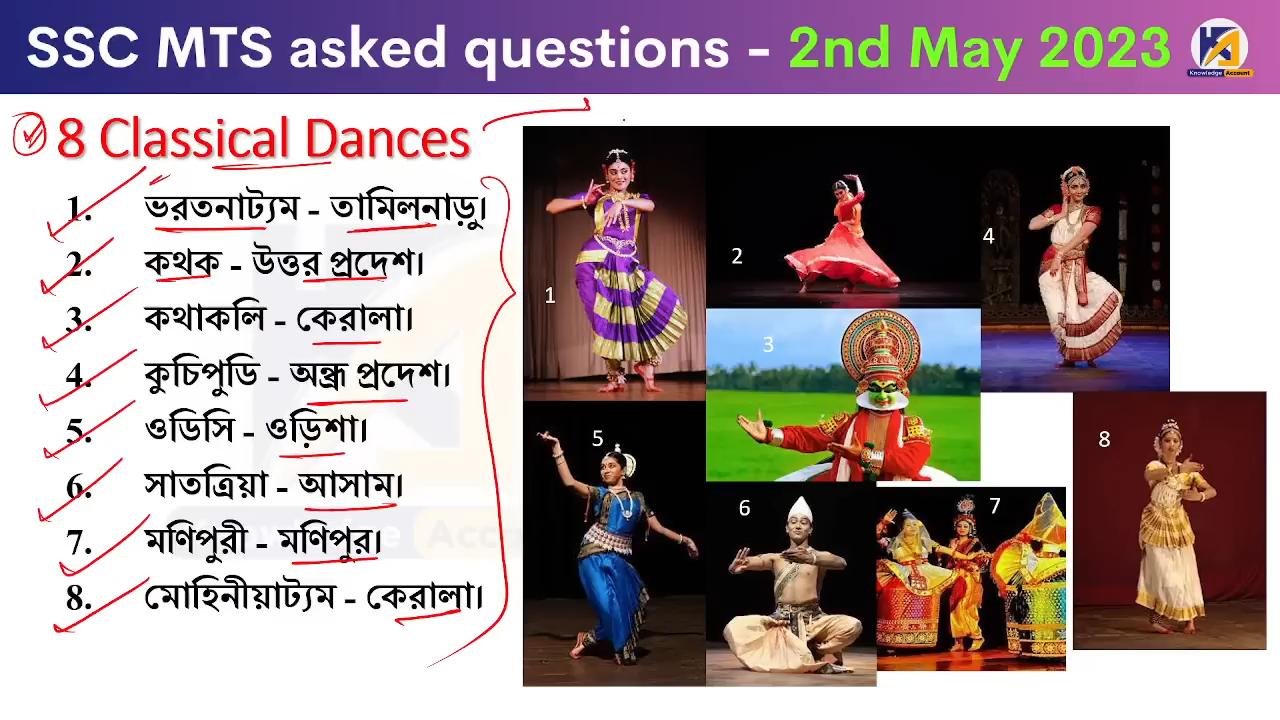 SSC MTS asked questions - 2nd May 2023
Knowledge Account
8 Classical Dances
1. ভরতনাট্যম - তামিলনাড়ু।
2. কথক - উত্তর প্রদেশ।
3. কথাকলি - কেরালা।
4. কুচিপুডি - অন্ধ্র প্রদেশ।
5. ওডিসি - ওড়িশা।
6. সাতত্রিয়া - আসাম।
7. মণিপুরী - মণিপুর।
8. মোহিনীয়াট্যম - কেরালা।
1
2
4
3
5
8
6
7